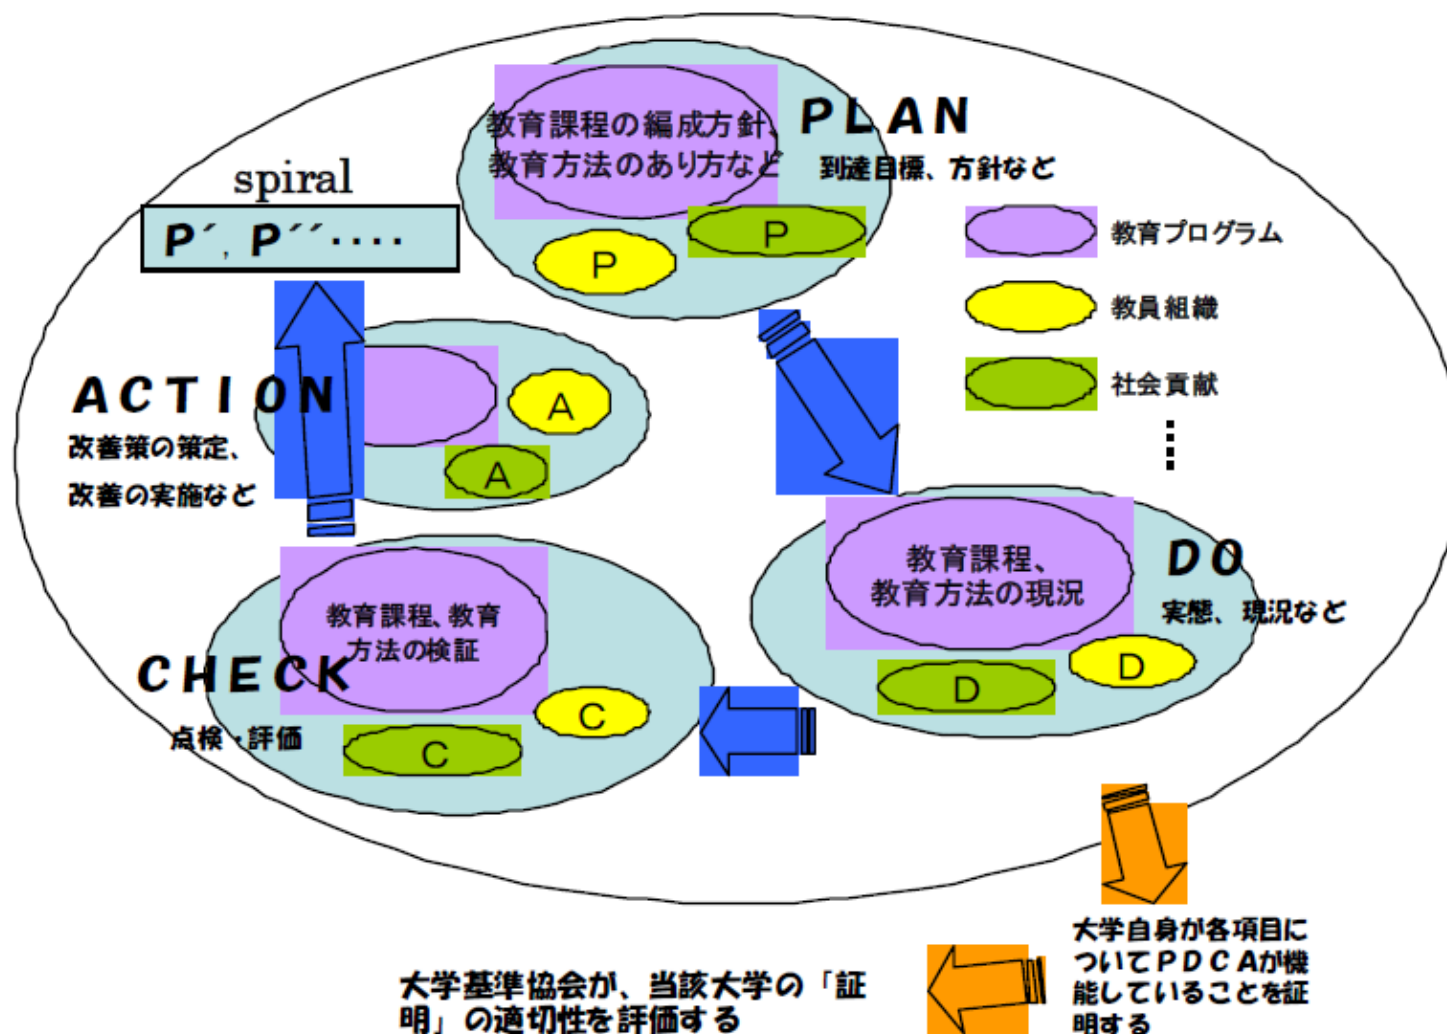 教育課程の編成方針、
教育方法のあり方など
PLAN
到達目標、方針など
spiral
P´, P´´····
P
P
教育プログラム
教員組織
社会貢献
ACTION
改善策の策定、
改善の実施など
A
A
教育課程、
教育方法の現況
DO
実態、現況など
D
D
教育課程、教育
方法の検証
CHECK
点検・評価
C
C
大学自身が各項目に
ついてPDCAが機
能していることを証
明する
大学基準協会が、当該大学の「証
明」の適切性を評価する